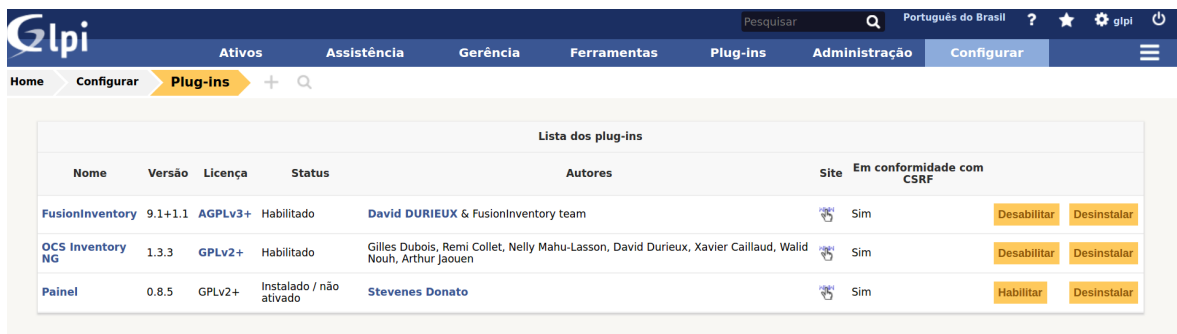 Glpi
Pesquisar
Português do Brasil ? glpi
Ativos Assistência Gerência Ferramentas Plug-ins Administração Configurar
Home Configurar Plug-ins
Lista dos plug-ins
Nome Versão Licença Status Autores Site Em conformidade com
CSRF
FusionInventory 9.1+1.1 AGPLv3+ Habilitado David DURIEUX & FusionInventory team Sim Desabilitar Desinstalar
OCS Inventory
NG 1.3.3 GPLv2+ Habilitado Gilles Dubois, Remi Collet, Nelly Mahu-Lasson, David Durieux, Xavier Caillaud, Walid
Nouh, Arthur Jaouen Sim Desabilitar Desinstalar
Painel 0.8.5 GPLv2+ Instalado / não
ativado Stevenes Donato Sim Habilitar Desinstalar